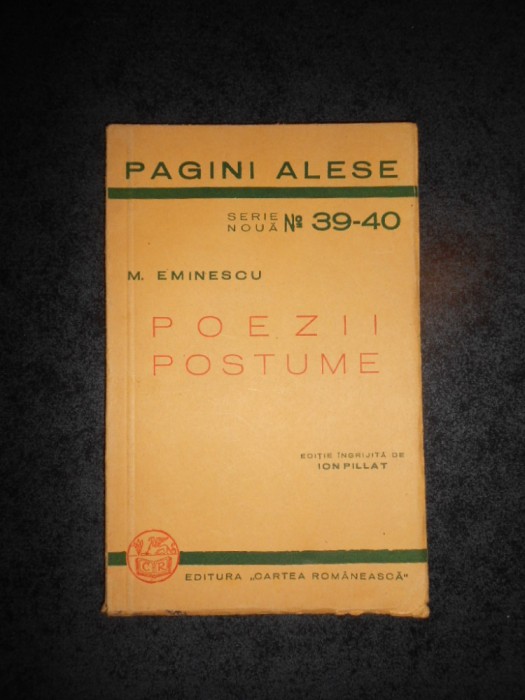 PAGINI ALESE
SERIE
NOUĂ № 39-40
M. EMINESCU
POEZII
POSTUME
EDIȚIE ÎNGRIJITĂ DE
ION PILLAT
C R
EDITURA „CARTEA ROMÂNEASCĂ"